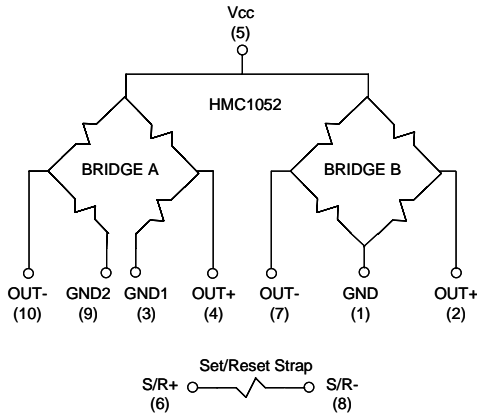 Vcc
(5)
HMC1052
BRIDGE A
BRIDGE B
OUT-
(10)
GND2
(9)
GND1
(3)
OUT+
(4)
OUT-
(7)
GND
(1)
OUT+
(2)
Set/Reset Strap
S/R+
(6)
S/R-
(8)